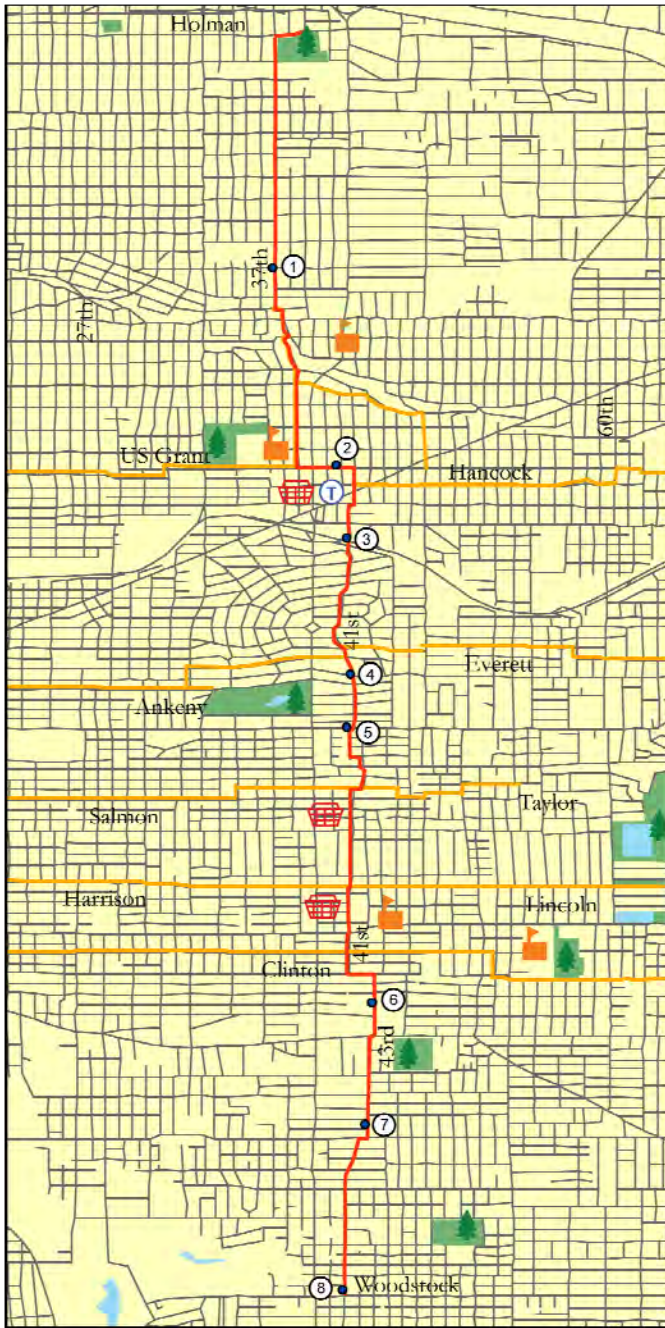 Holman
37th
1
27th
60th
US Grant
2
Hancock
T
3
41st
Everett
4
Ankeny
5
Salmon
Taylor
Harrison
Lincoln
41st
Clinton
6
43rd
7
8
Woodstock